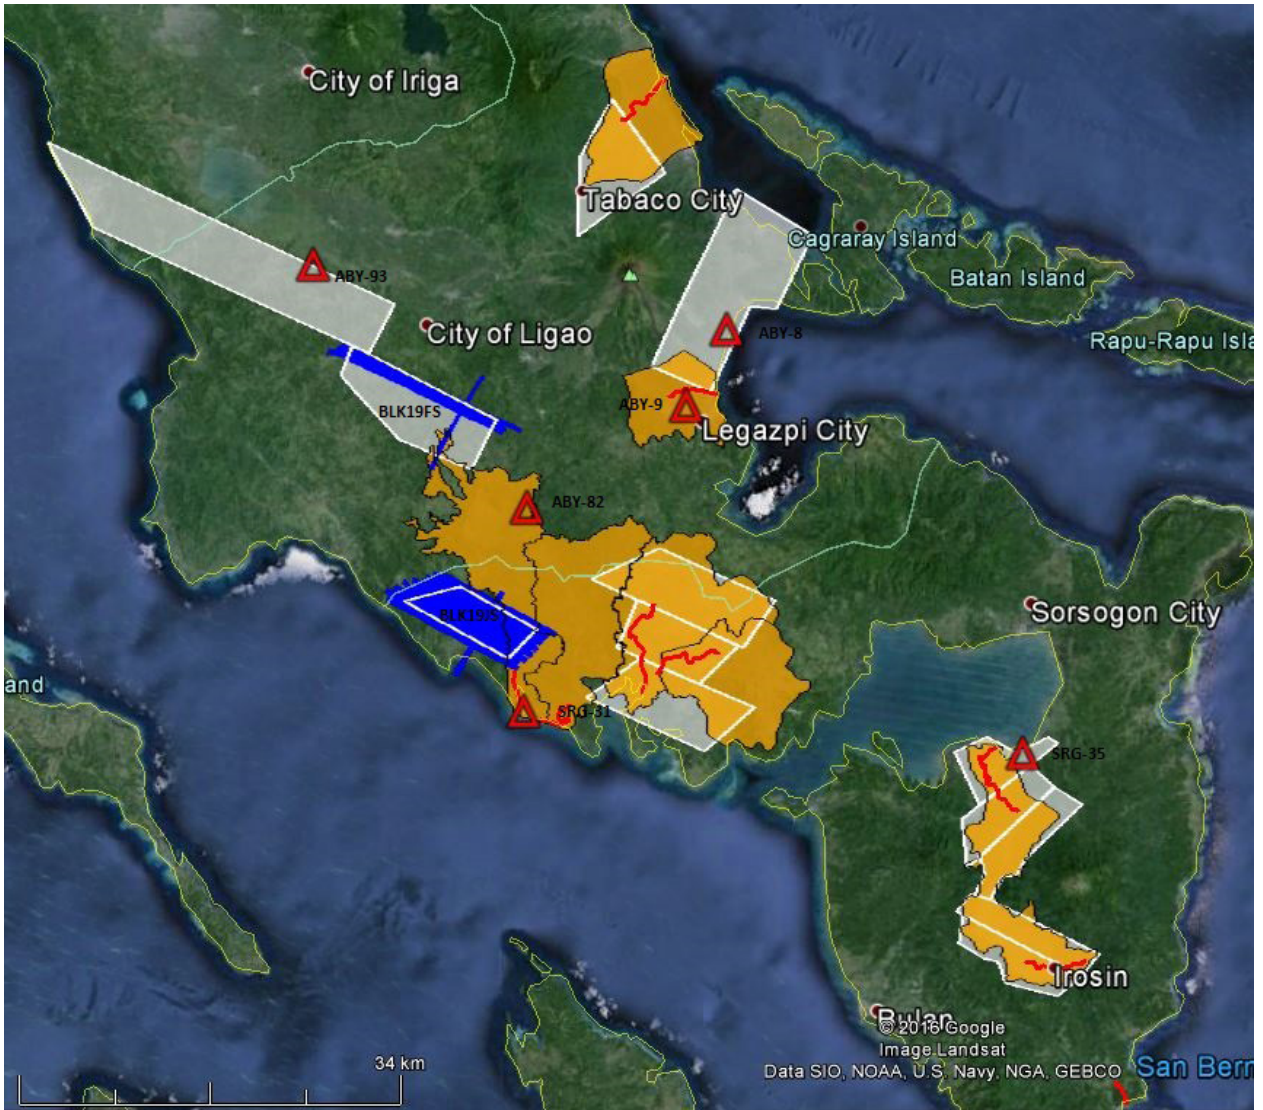 City of Iriga
Tabaco City
Cagraray Island
ABY-93
Batan Island
City of Ligao
ABY-8
Rapu-Rapu Isla
BLK19FS
ABY-9
Legazpi City
ABY-82
BLK19JS
Sorsogon City
and
SRG-31
SRG-35
Irosin
Bulan
© 2016 Google
Image Landsat
34 km
Data SIO, NOAA, U.S. Navy, NGA, GEBCO
San Bern